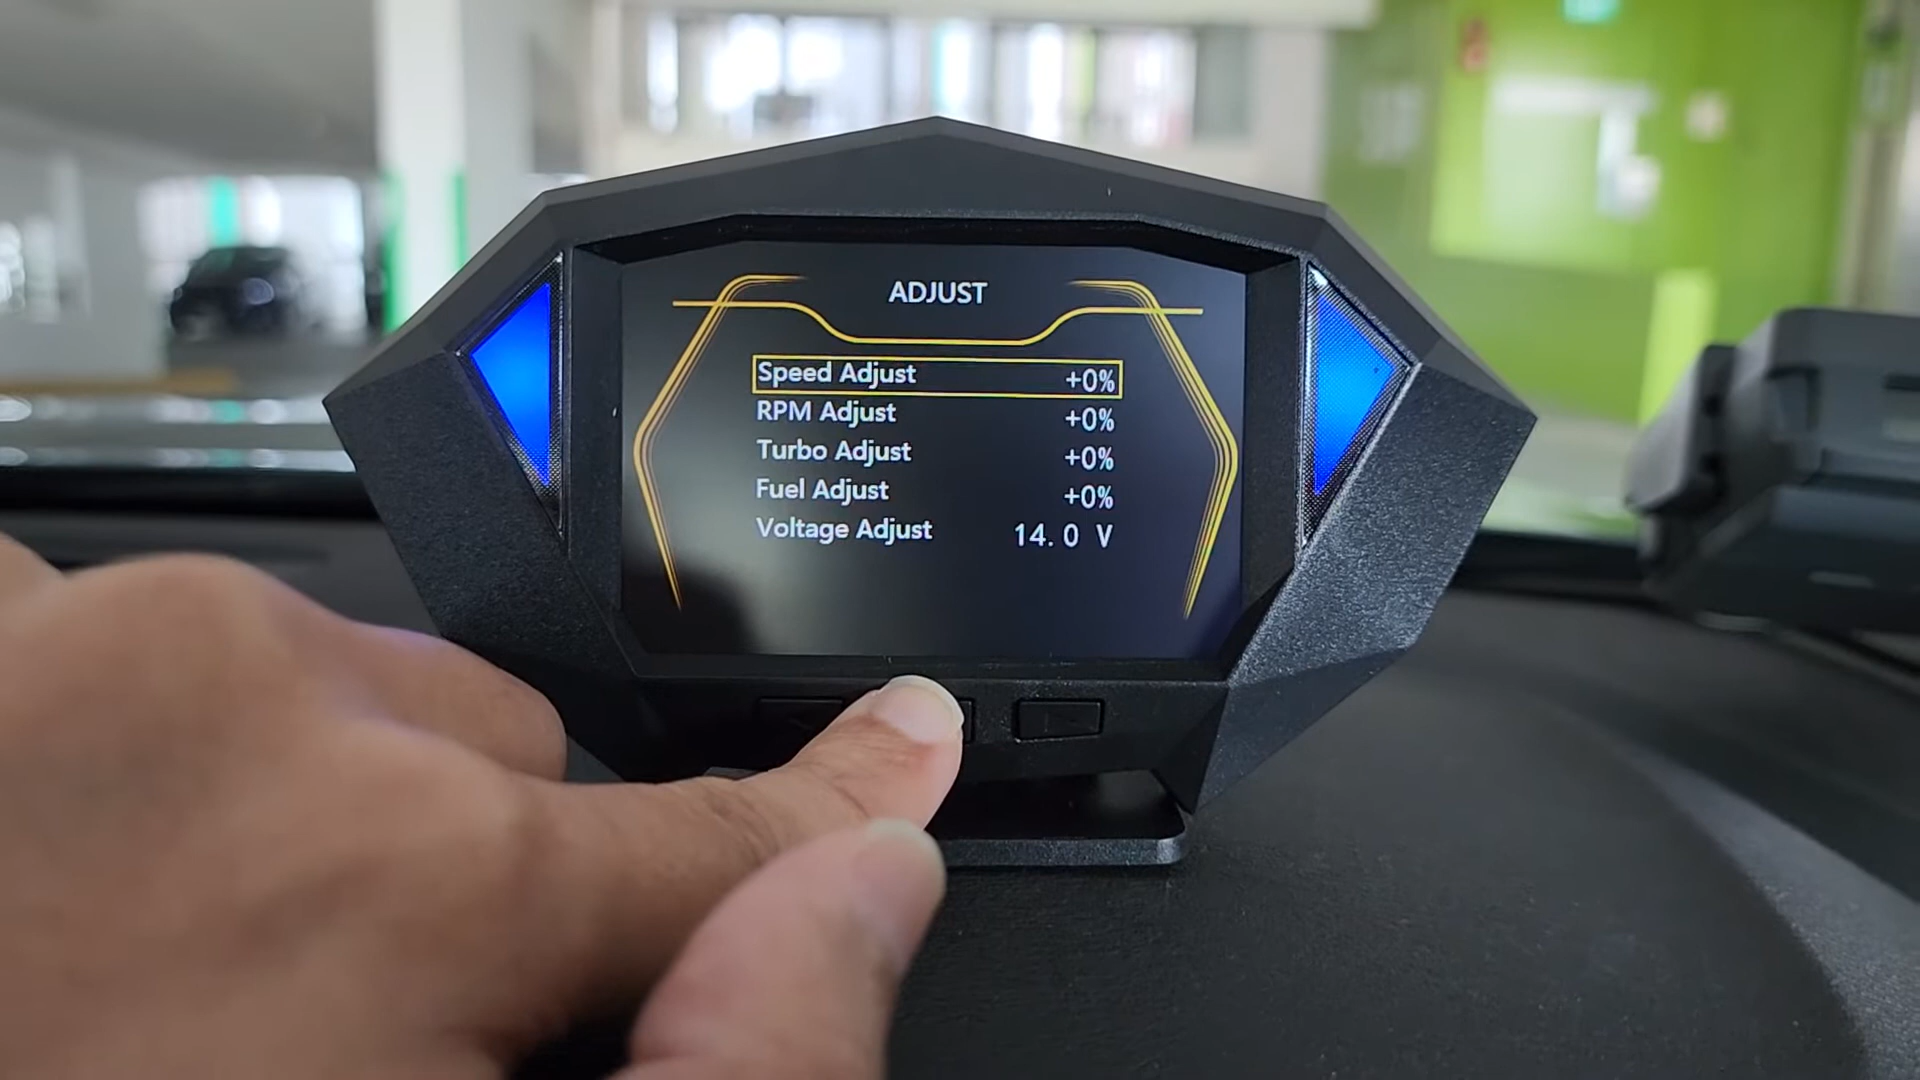 ADJUST
Speed Adjust +0%
RPM Adjust +0%
Turbo Adjust +0%
Fuel Adjust +0%
Voltage Adjust 14.0 V